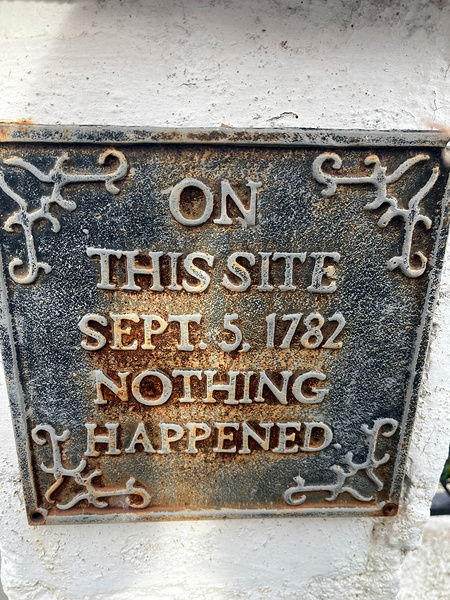 ON
THIS SITE
SEPT. 5, 1782
NOTHING
HAPPENED